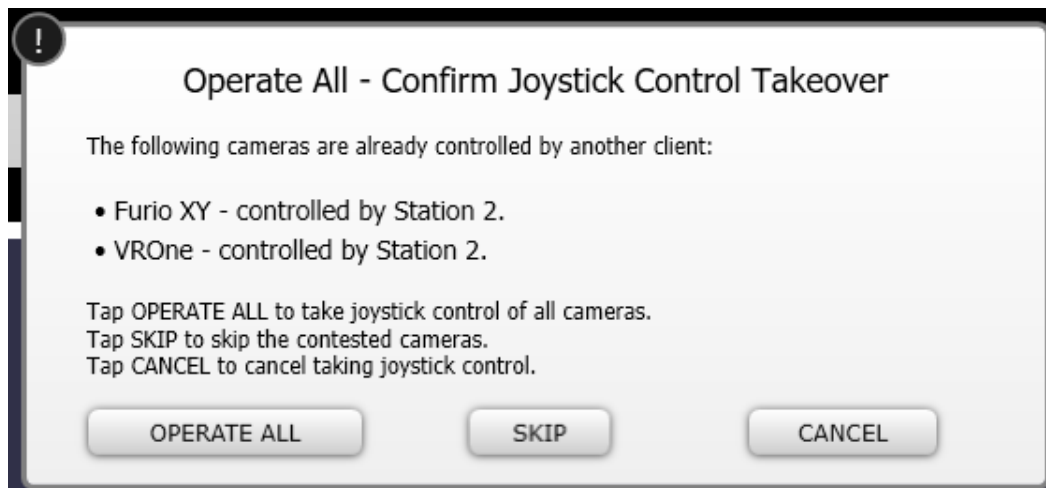 !
Operate All - Confirm Joystick Control Takeover
The following cameras are already controlled by another client:
• Furio XY - controlled by Station 2.
• VROne - controlled by Station 2.
Tap OPERATE ALL to take joystick control of all cameras.
Tap SKIP to skip the contested cameras.
Tap CANCEL to cancel taking joystick control.
OPERATE ALL SKIP CANCEL